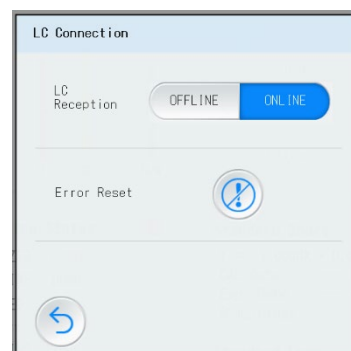 LC Connection
LC
Reception
OFFLINE
ONLINE
Error Reset